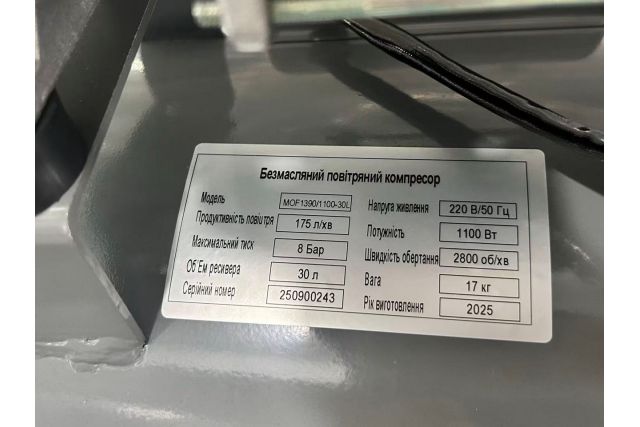 Безмасляний повітряний компресор
Модель MOF1390/1100-30L Напруга живлення 220 В/50 Гц
Продуктивність повіштря 175 л/хв Потужність 1100 Вт
Максимальний тиск 8 Бар Швидкість обертання 2800 об/хв
Об'Ем ресивера 30 л Вага 17 кг
Серійний номер 250900243 Рік виготовлення 2025